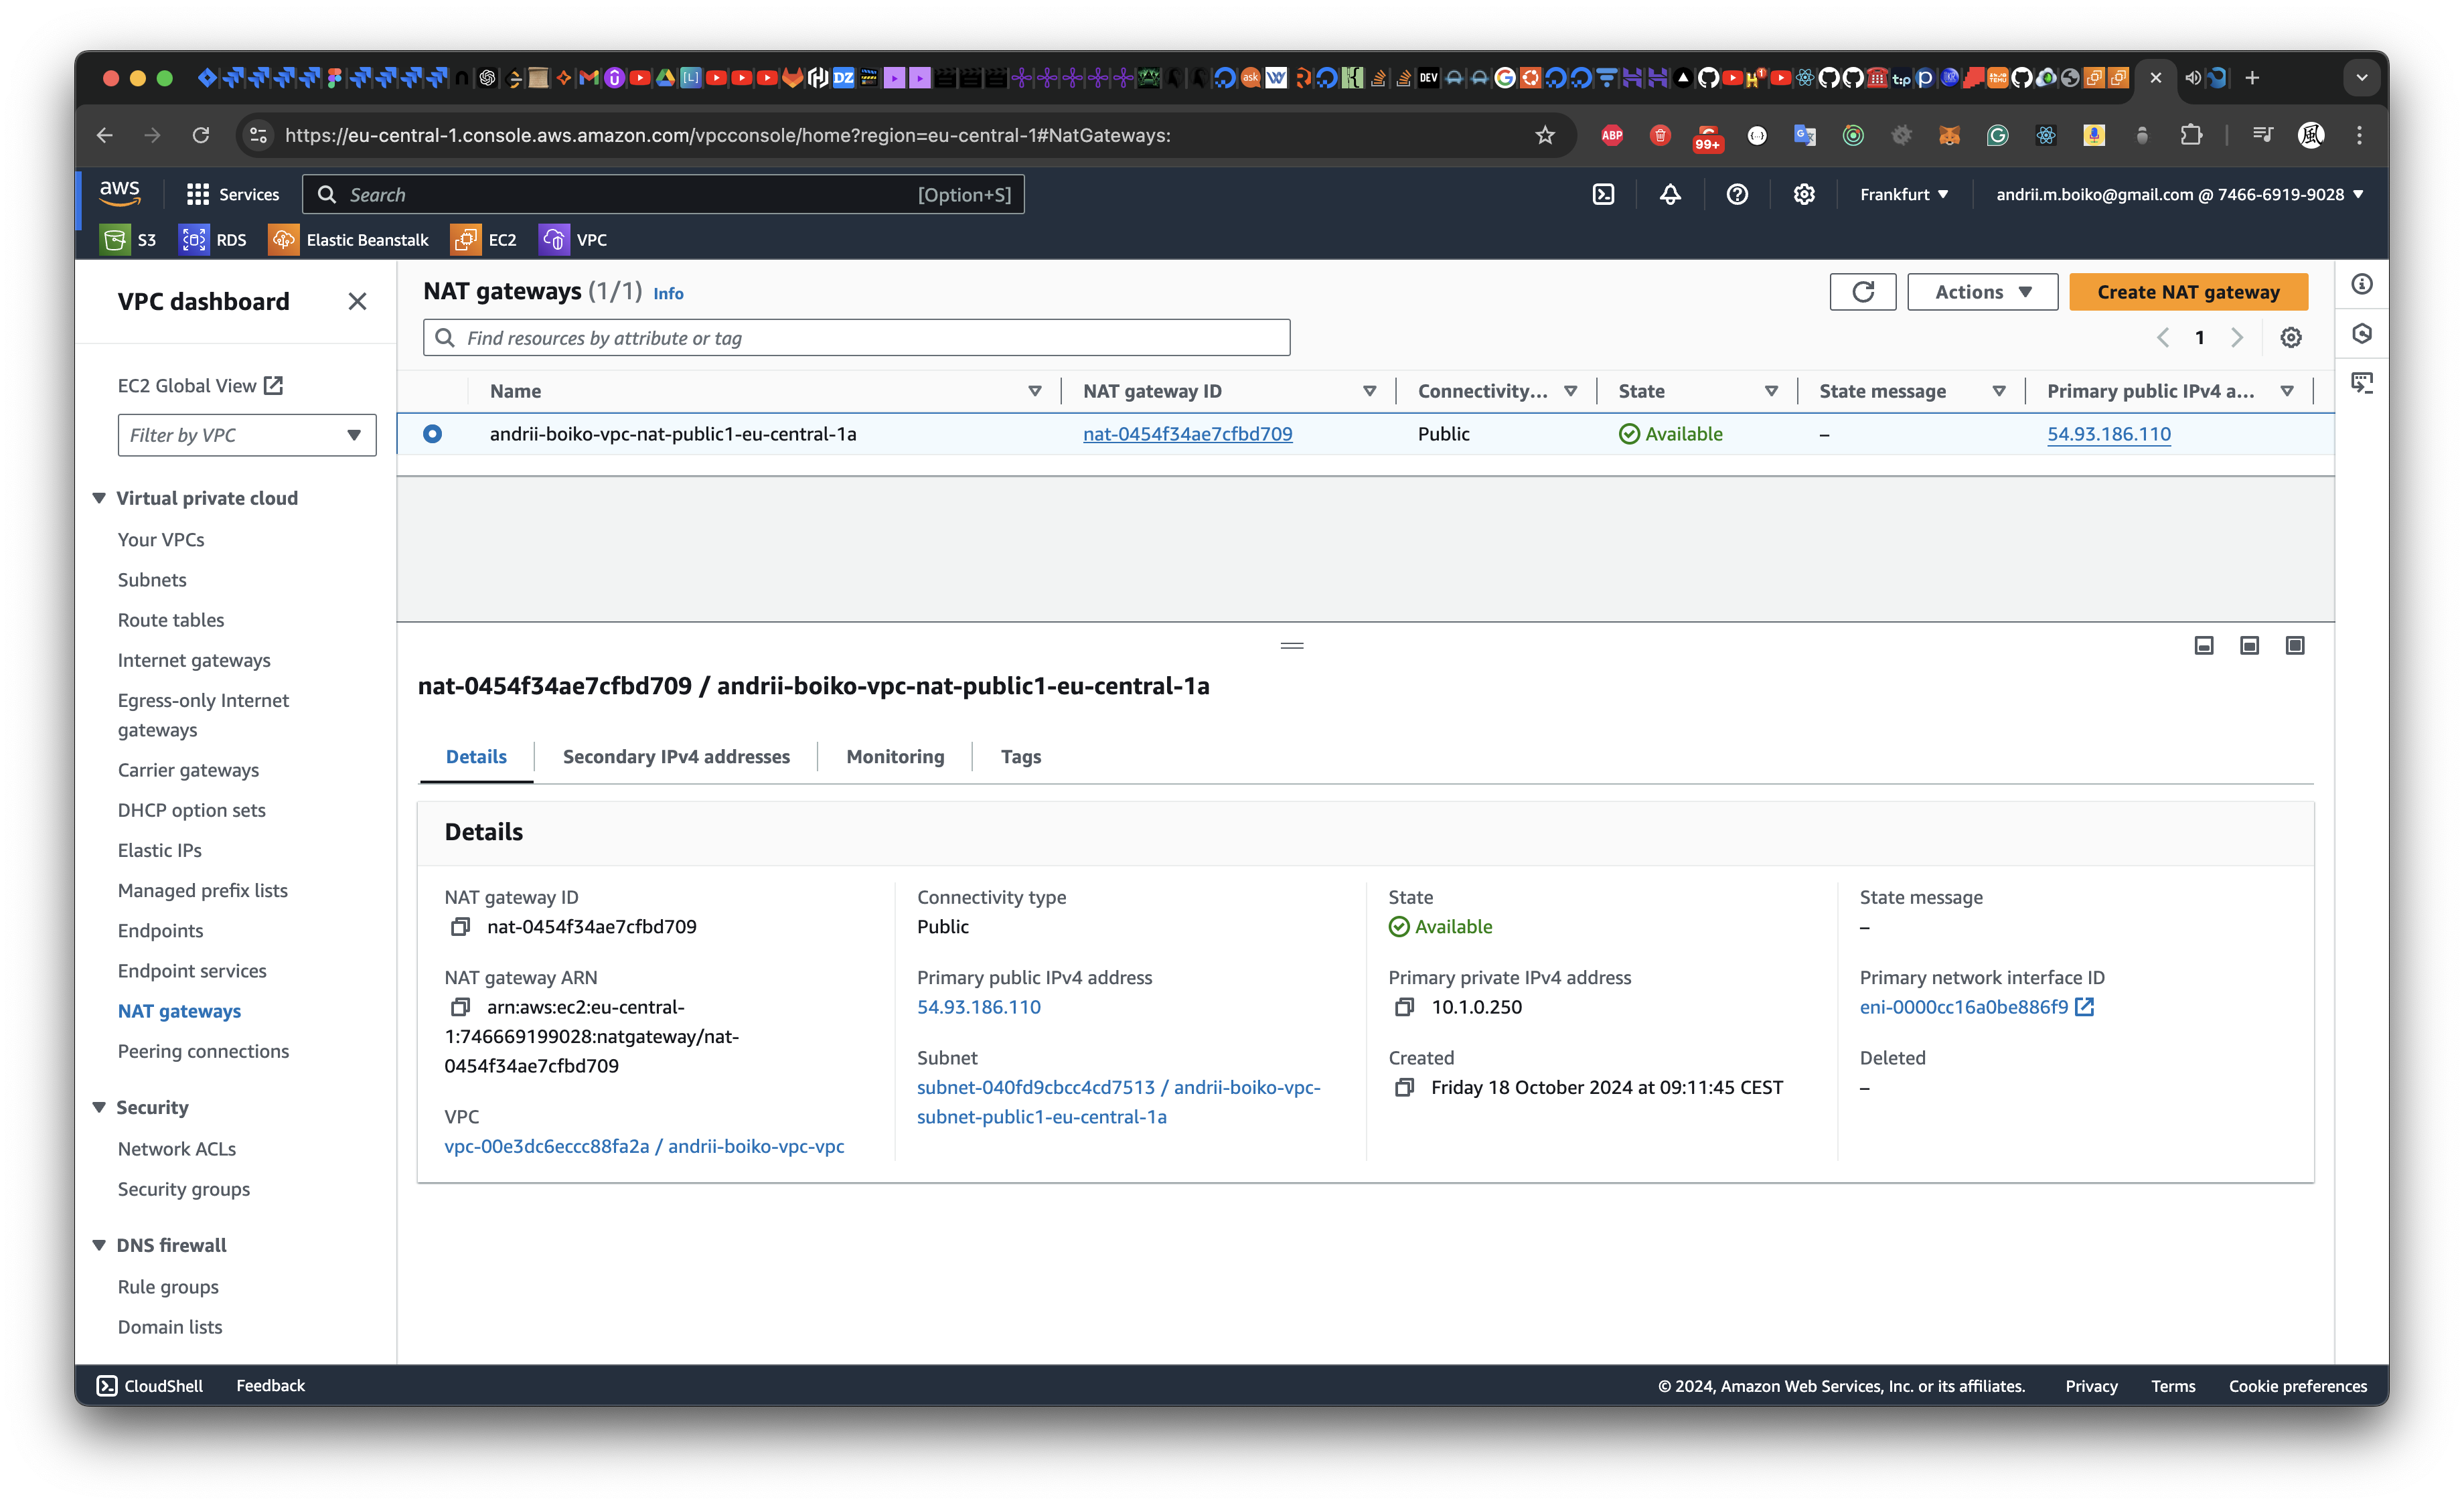 https://eu-central-1.console.aws.amazon.com/vpcconsole/home?region=eu-central-1#NatGateways:
ABP
99+
aws
Services
Search
[Option+S]
Frankfurt
andrii.m.boiko@gmail.com @ 7466-6919-9028
S3
RDS
Elastic Beanstalk
EC2
VPC
VPC dashboard
EC2 Global View
Filter by VPC
Virtual private cloud
Your VPCs
Subnets
Route tables
Internet gateways
Egress-only Internet
gateways
Carrier gateways
DHCP option sets
Elastic IPs
Managed prefix lists
Endpoints
Endpoint services
NAT gateways
Peering connections
Security
Network ACLs
Security groups
DNS firewall
Rule groups
Domain lists
NAT gateways (1/1) Info
Actions
Create NAT gateway
Find resources by attribute or tag
1
Name
NAT gateway ID
Connectivity...
State
State message
Primary public IPv4 a...
andrii-boiko-vpc-nat-public1-eu-central-1a
nat-0454f34ae7cfbd709
Public
Available
–
54.93.186.110
nat-0454f34ae7cfbd709 / andrii-boiko-vpc-nat-public1-eu-central-1a
Details
Secondary IPv4 addresses
Monitoring
Tags
Details
NAT gateway ID
nat-0454f34ae7cfbd709
NAT gateway ARN
arn:aws:ec2:eu-central-
1:746669199028:natgateway/nat-
0454f34ae7cfbd709
VPC
vpc-00e3dc6eccc88fa2a / andrii-boiko-vpc-vpc
Connectivity type
Public
Primary public IPv4 address
54.93.186.110
Subnet
subnet-040fd9cbcc4cd7513 / andrii-boiko-vpc-
subnet-public1-eu-central-1a
State
Available
Primary private IPv4 address
10.1.0.250
Created
Friday 18 October 2024 at 09:11:45 CEST
State message
–
Primary network interface ID
eni-0000cc16a0be886f9
Deleted
–
CloudShell
Feedback
© 2024, Amazon Web Services, Inc. or its affiliates.
Privacy
Terms
Cookie preferences